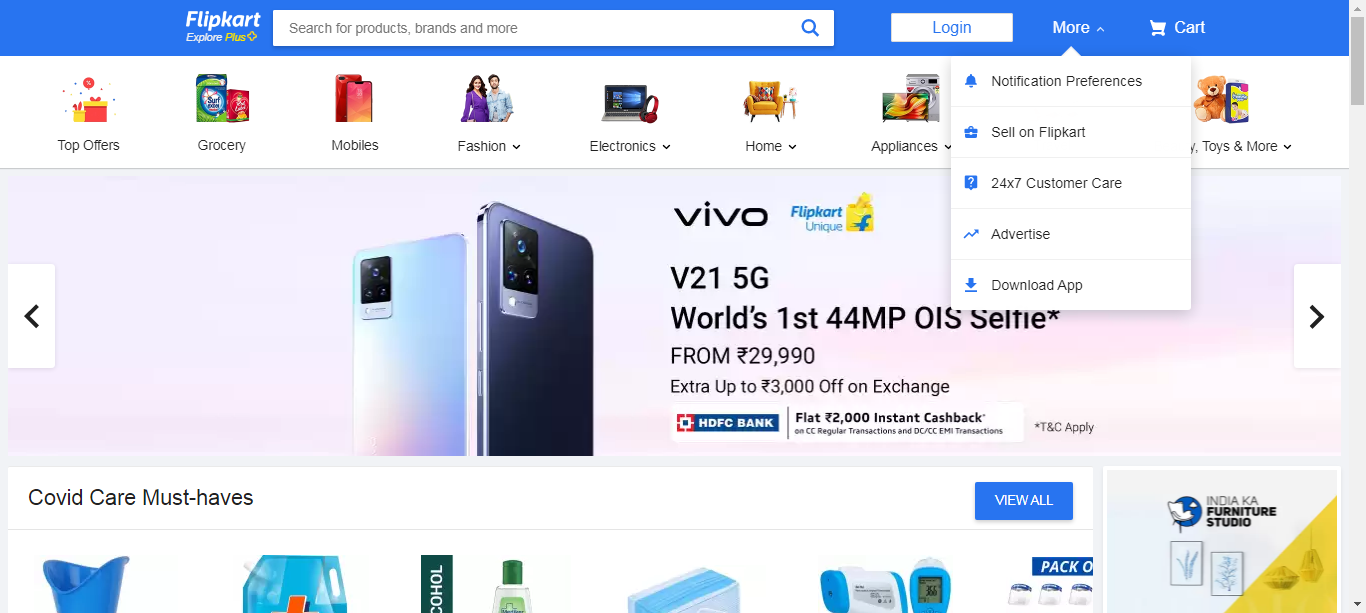 Flipkart
Explore Plus
Search for products, brands and more
Login
More
Cart
Notification Preferences
Sell on Flipkart
24x7 Customer Care
Advertise
Download App
Top Offers
Grocery
Mobiles
Fashion
Electronics
Home
Appliances
y, Toys & More
Surf excel
vivo
Flipkart
Unique
V21 5G
World's 1st 44MP OIS Selfie*
FROM ₹29,990
Extra Up to ₹3,000 Off on Exchange
HDFC BANK
Flat ₹2,000 Instant Cashback*
on CC Regular Transactions and DC/CC EMI Transactions
*T&C Apply
Covid Care Must-haves
VIEW ALL
INDIA KA
FURNITURE
STUDIO
COHOL
PACK O